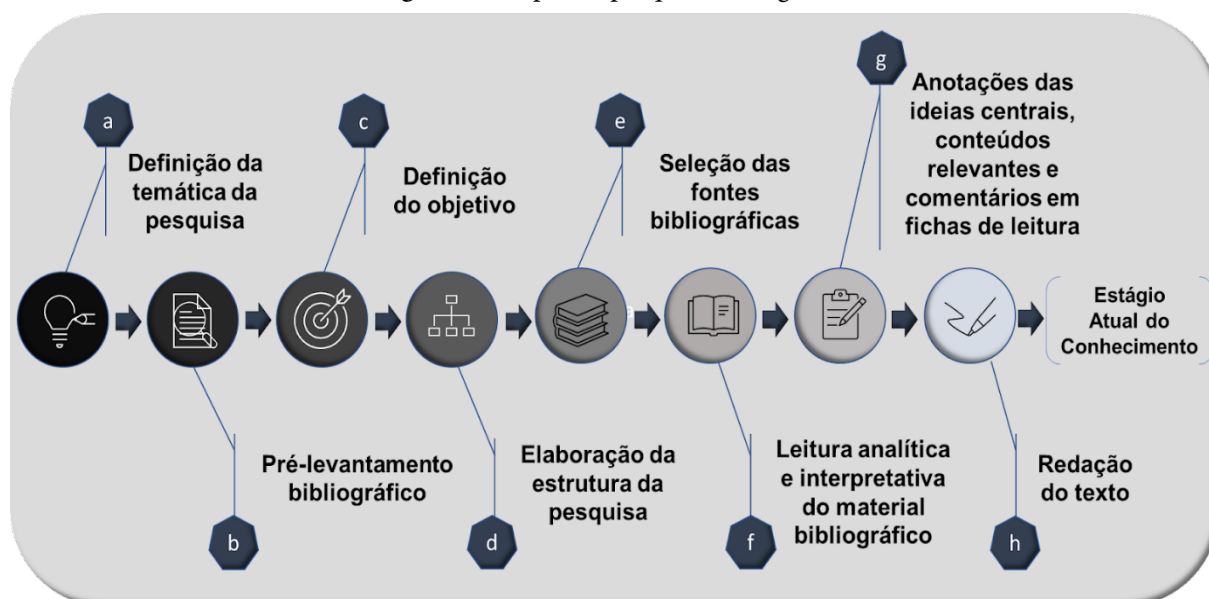 a
Definição da
temática da
pesquisa
b
Pré-levantamento
bibliográfico
c
Definição
do objetivo
d
Elaboração da
estrutura da
pesquisa
e
Seleção das
fontes
bibliográficas
f
Leitura analítica
e interpretativa
do material
bibliográfico
g
Anotações das
ideias centrais,
conteúdos
relevantes e
comentários em
fichas de leitura
h
Redação
do texto
Estágio
Atual do
Conhecimento